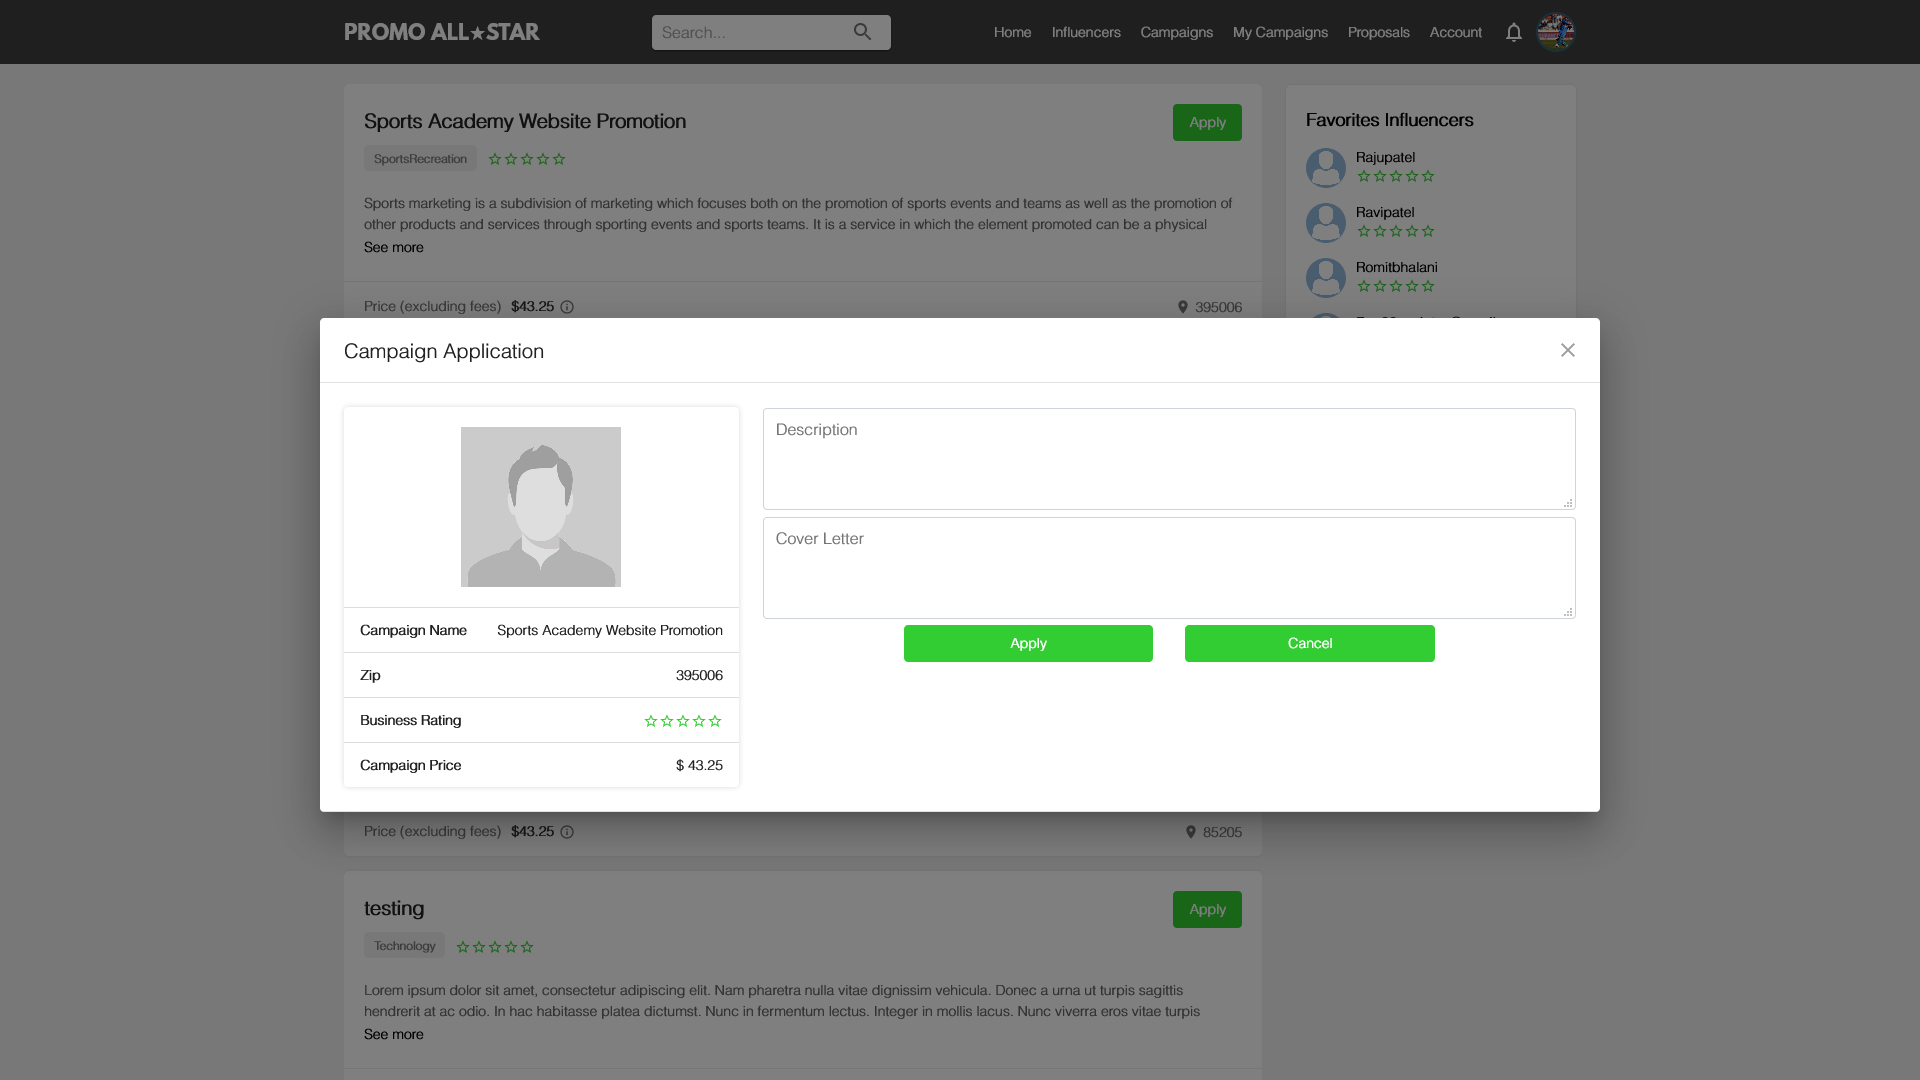 PROMO ALL★STAR
Search...
Home Influencers Campaigns My Campaigns Proposals Account
Sports Academy Website Promotion
Apply
SportsRecreation
Sports marketing is a subdivision of marketing which focuses both on the promotion of sports events and teams as well as the promotion of
other products and services through sporting events and sports teams. It is a service in which the element promoted can be a physical
See more
Price (excluding fees) $43.25
395006
Favorites Influencers
Rajupatel
Ravipatel
Romitbhalani
Campaign Application
Campaign Name Sports Academy Website Promotion
Zip 395006
Business Rating
Campaign Price $ 43.25
Description
Cover Letter
Apply
Cancel
Price (excluding fees) $43.25
85205
testing
Apply
Technology
Lorem ipsum dolor sit amet, consectetur adipiscing elit. Nam pharetra nulla vitae dignissim vehicula. Donec a urna ut turpis sagittis
hendrerit at ac odio. In hac habitasse platea dictumst. Nunc in fermentum lectus. Integer in mollis lacus. Nunc viverra eros vitae turpis
See more